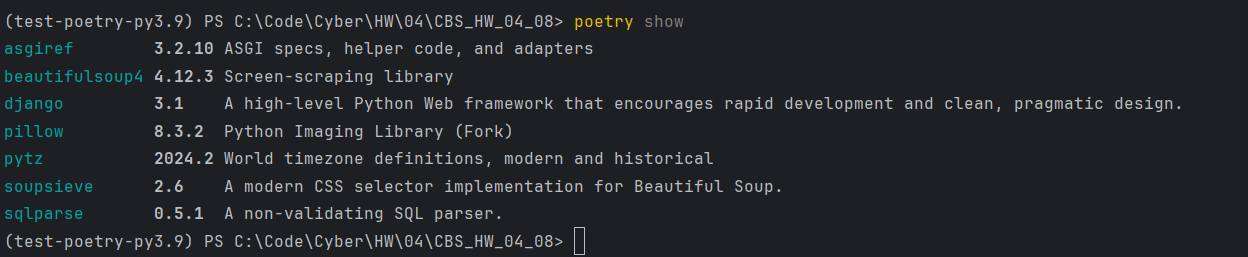 (test-poetry-py3.9) PS C:\Code\Cyber\HW\04\CBS_HW_04_08> poetry show
asgiref 3.2.10 ASGI specs, helper code, and adapters
beautifulsoup4 4.12.3 Screen-scraping library
django 3.1 A high-level Python Web framework that encourages rapid development and clean, pragmatic design.
pillow 8.3.2 Python Imaging Library (Fork)
pytz 2024.2 World timezone definitions, modern and historical
soupsieve 2.6 A modern CSS selector implementation for Beautiful Soup.
sqlparse 0.5.1 A non-validating SQL parser.
(test-poetry-py3.9) PS C:\Code\Cyber\HW\04\CBS_HW_04_08>